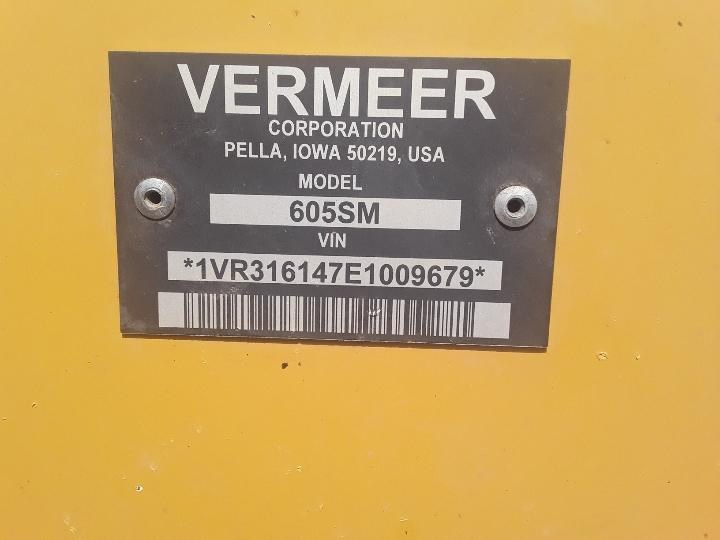 VERMEER
CORPORATION
PELLA, IOWA 50219, USA
MODEL
605SM
VIN
*1VR316147E1009679*